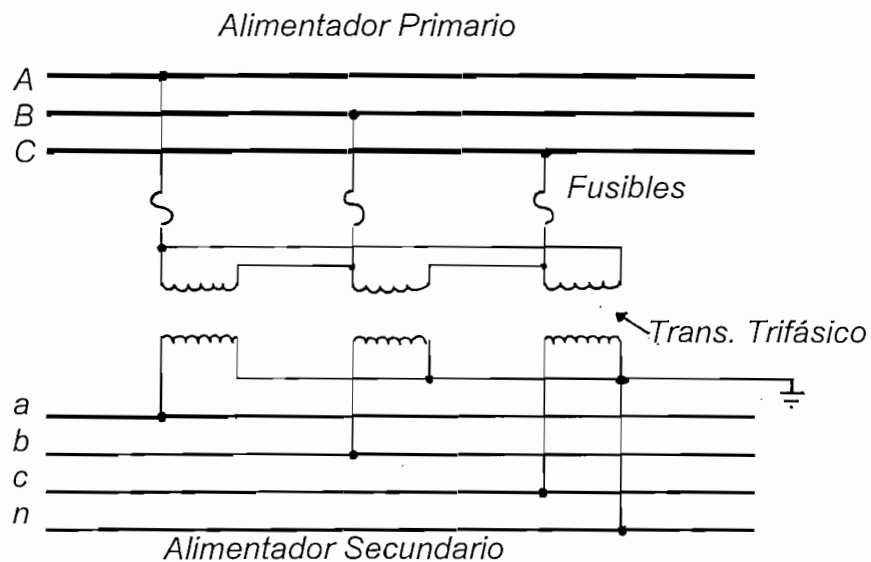 Alimentador Primario
A
B
C
Fusibles
Trans. Trifásico
a
b
c
n
Alimentador Secundario